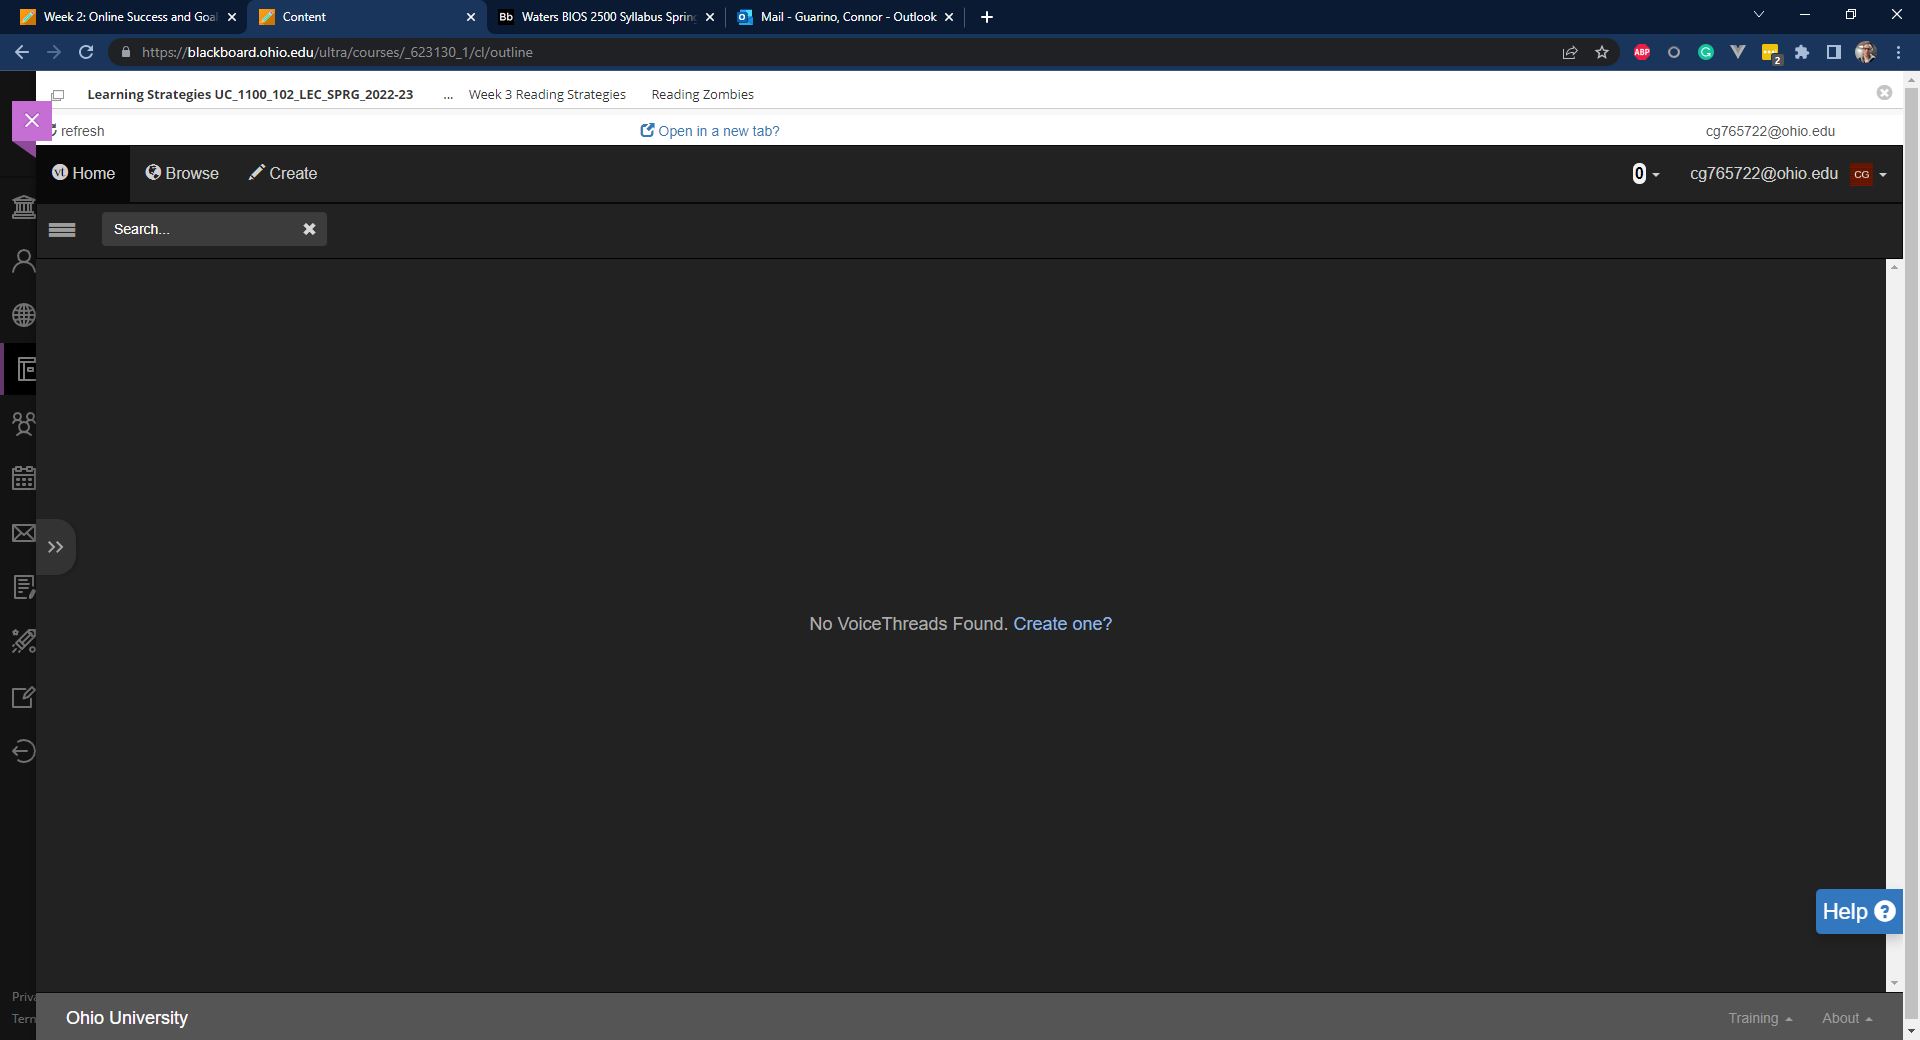 Week 2: Online Success and Goal
Content
Bb Waters BIOS 2500 Syllabus Sprin
Mail - Guarino, Connor - Outlook
https://blackboard.ohio.edu/ultra/courses/_623130_1/cl/outline
ABP
G
2
Learning Strategies UC_1100_102_LEC_SPRG_2022-23 ... Week 3 Reading Strategies Reading Zombies
refresh
Open in a new tab?
cg765722@ohio.edu
vt Home Browse Create
0 cg765722@ohio.edu CG
Search...
No VoiceThreads Found. Create one?
Help ?
Priva
Term
Ohio University
Training About